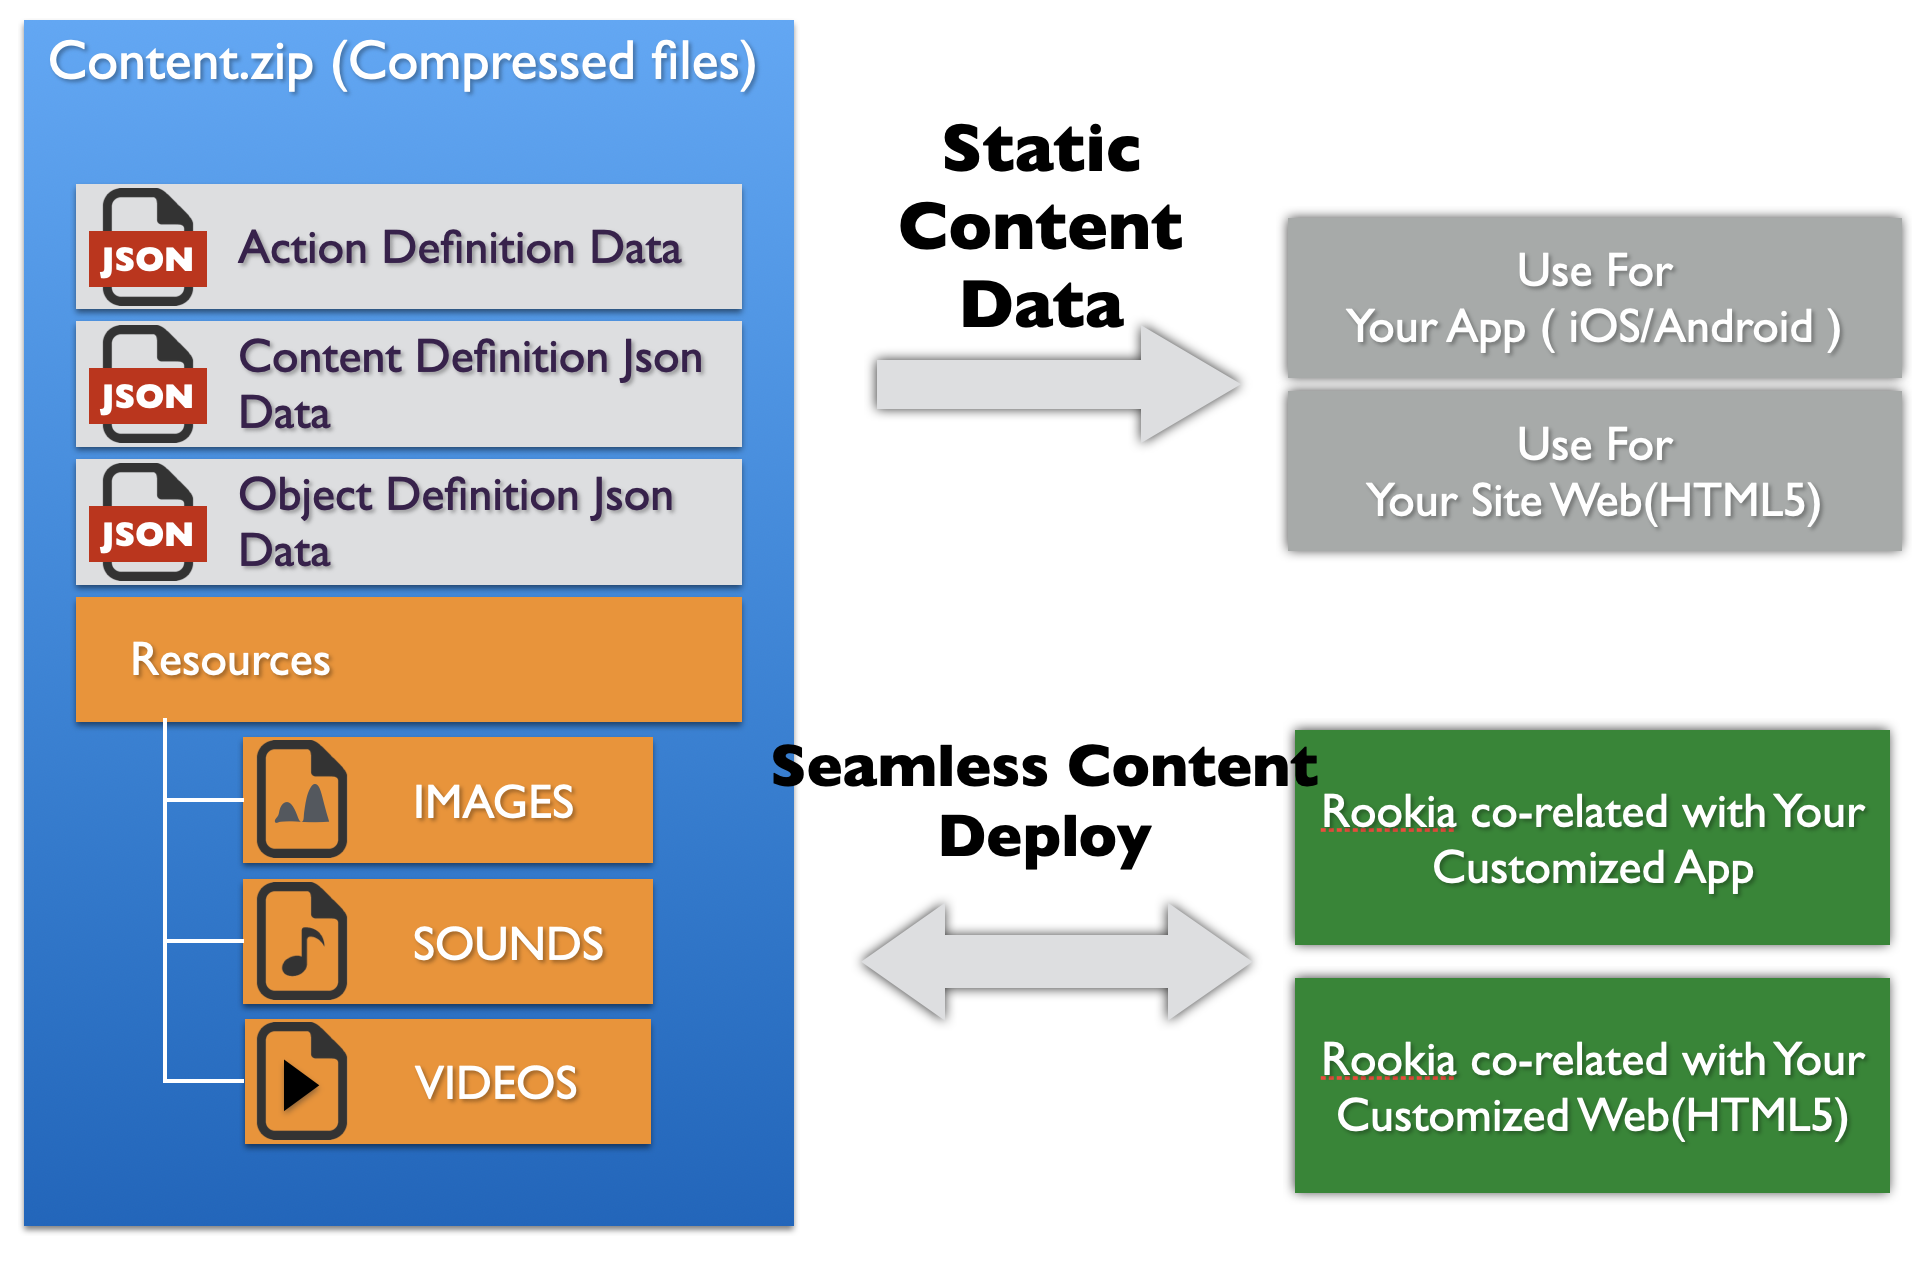 Content.zip (Compressed files)
JSON
Action Definition Data
JSON
Content Definition Json
Data
JSON
Object Definition Json
Data
Resources
IMAGES
SOUNDS
VIDEOS
Static
Content
Data
Use For
Your App ( iOS/Android )
Use For
Your Site Web(HTML5)
Seamless Content
Deploy
Rookia co-related with Your
Customized App
Rookia co-related with Your
Customized Web(HTML5)